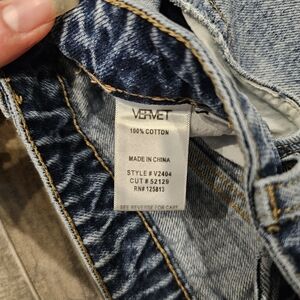 VERVET
100% COTTON
MADE IN CHINA
STYLE # V2404
CUT # 52129
RN# 125813
SEE REVERSE FOR CARE